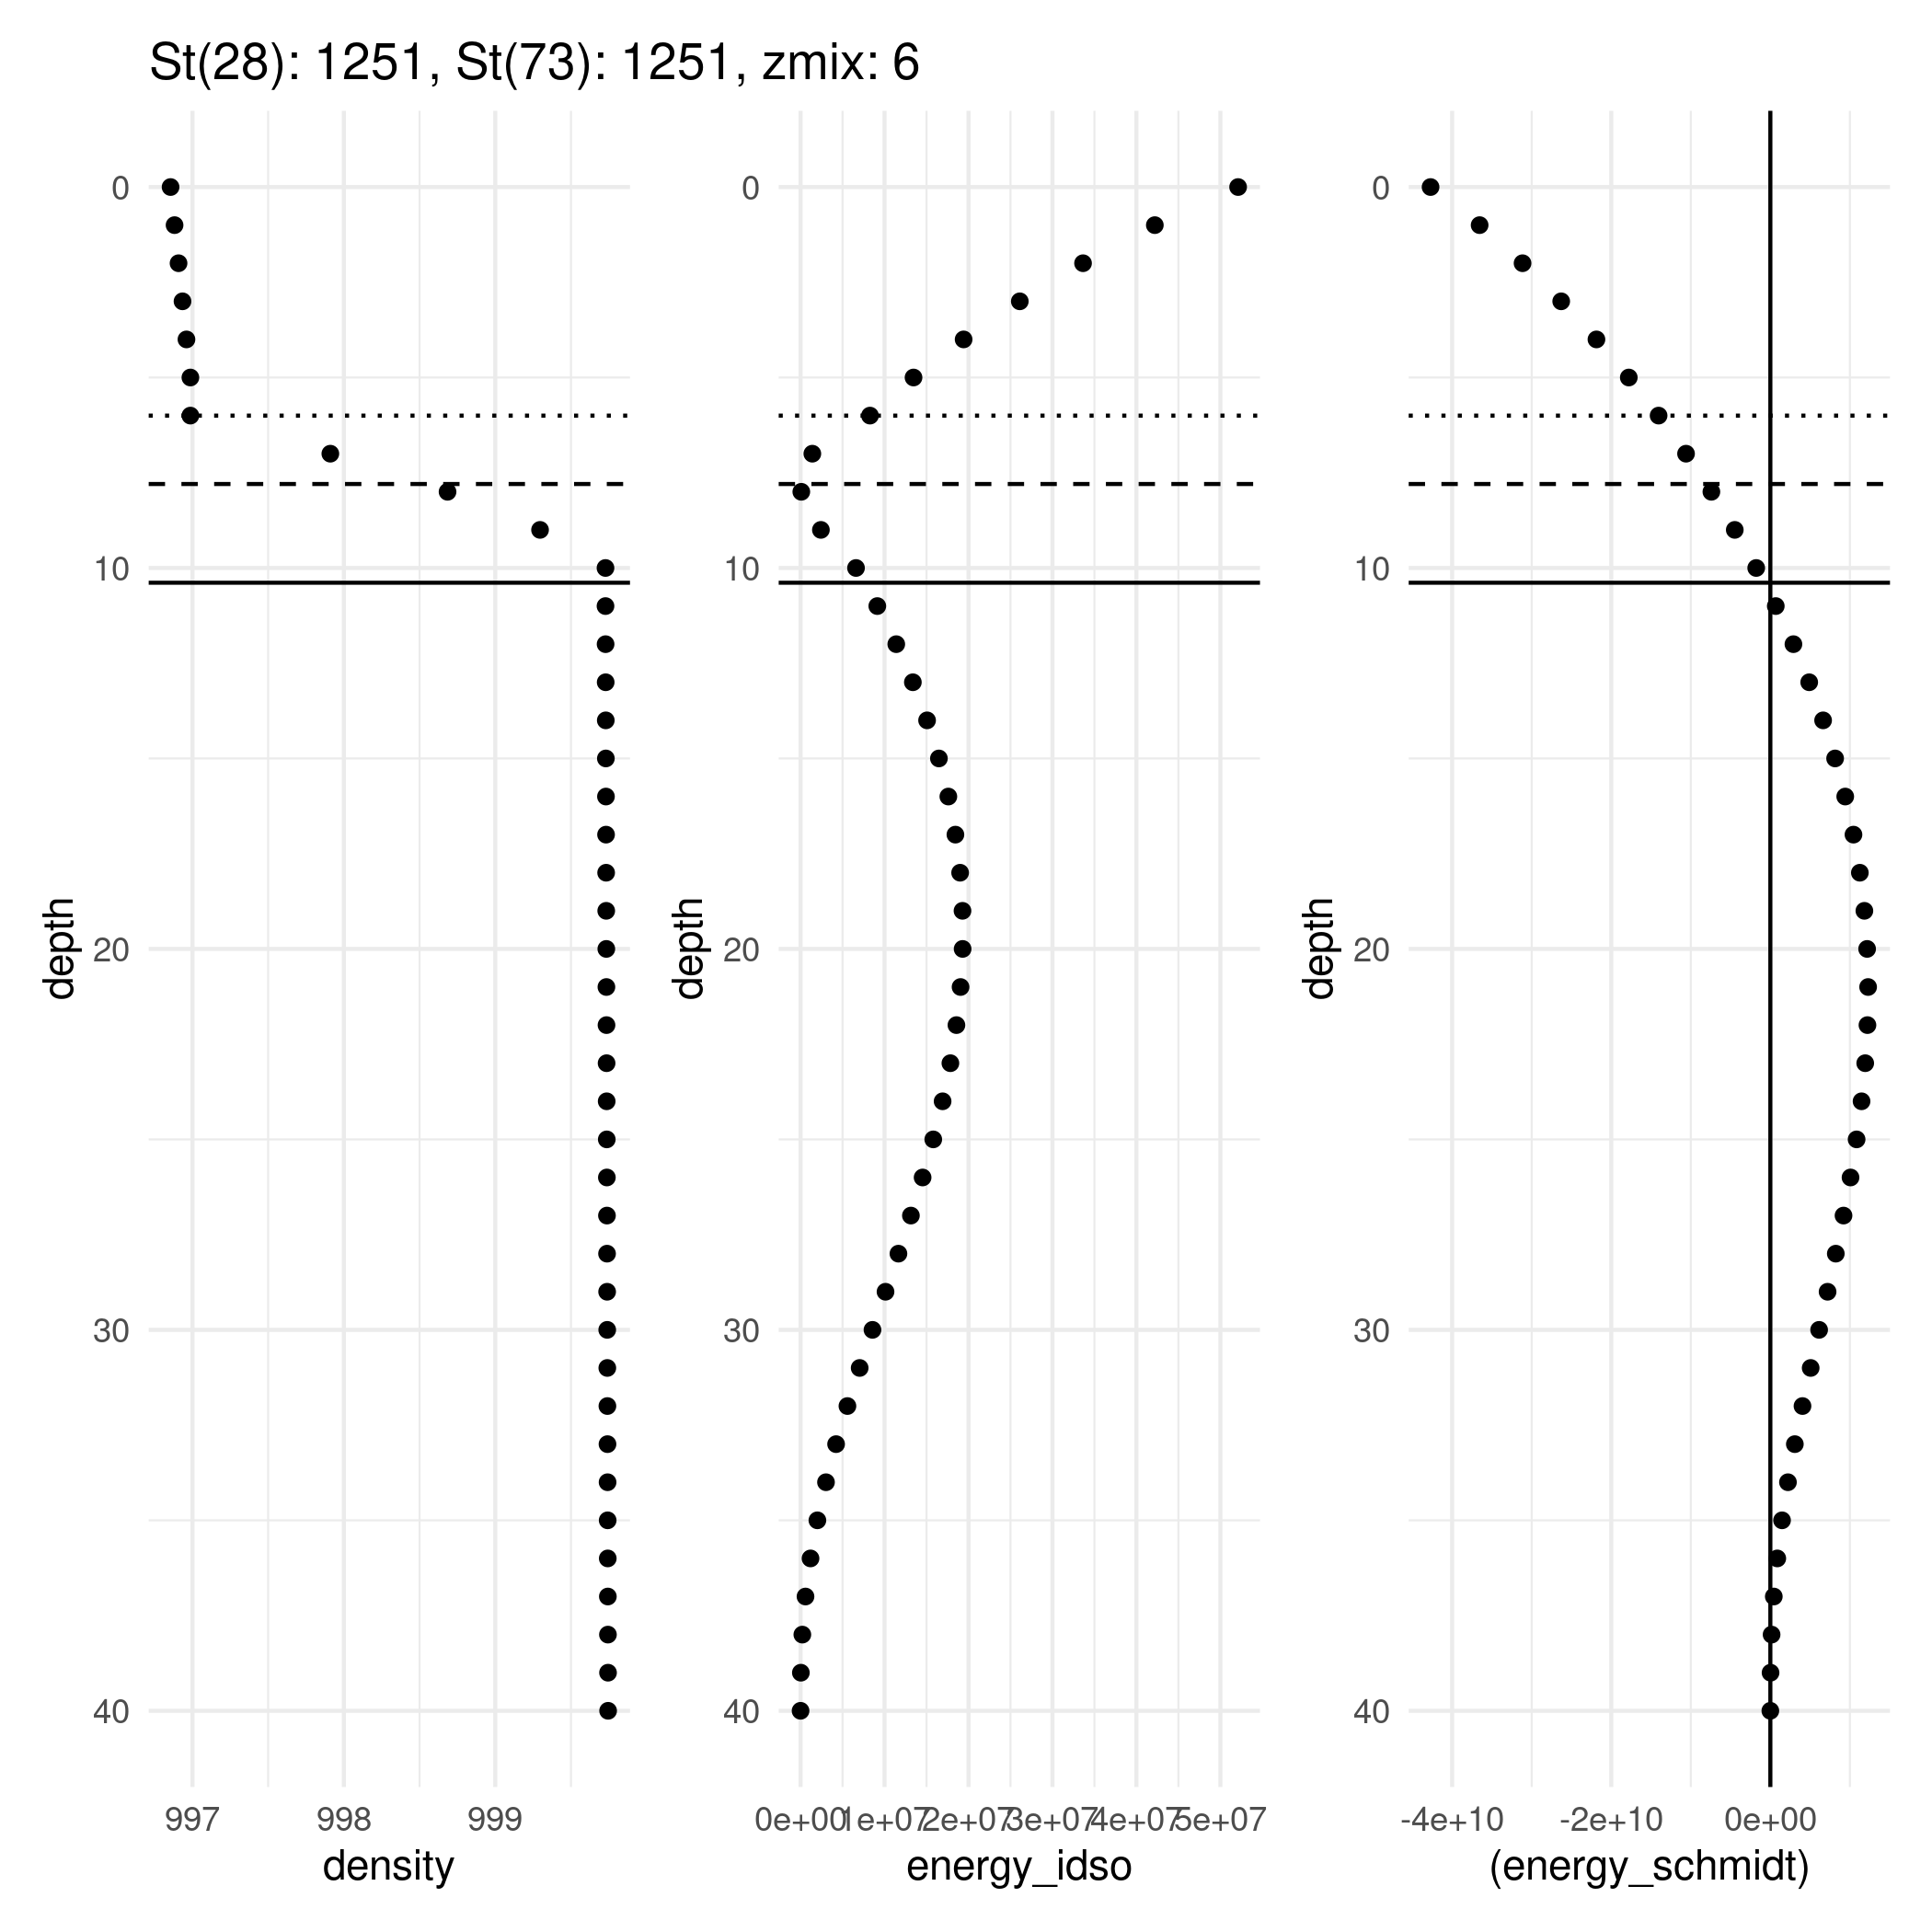 St(28): 1251, St(73): 1251, zmix: 6
0
10
20
30
40
depth
997 998 999
density
0
10
20
30
40
depth
0e+00 1e+07 2e+07 3e+07 4e+07 5e+07
energy_idso
0
10
20
30
40
depth
-4e+10 -2e+10 0e+00
(energy_schmidt)